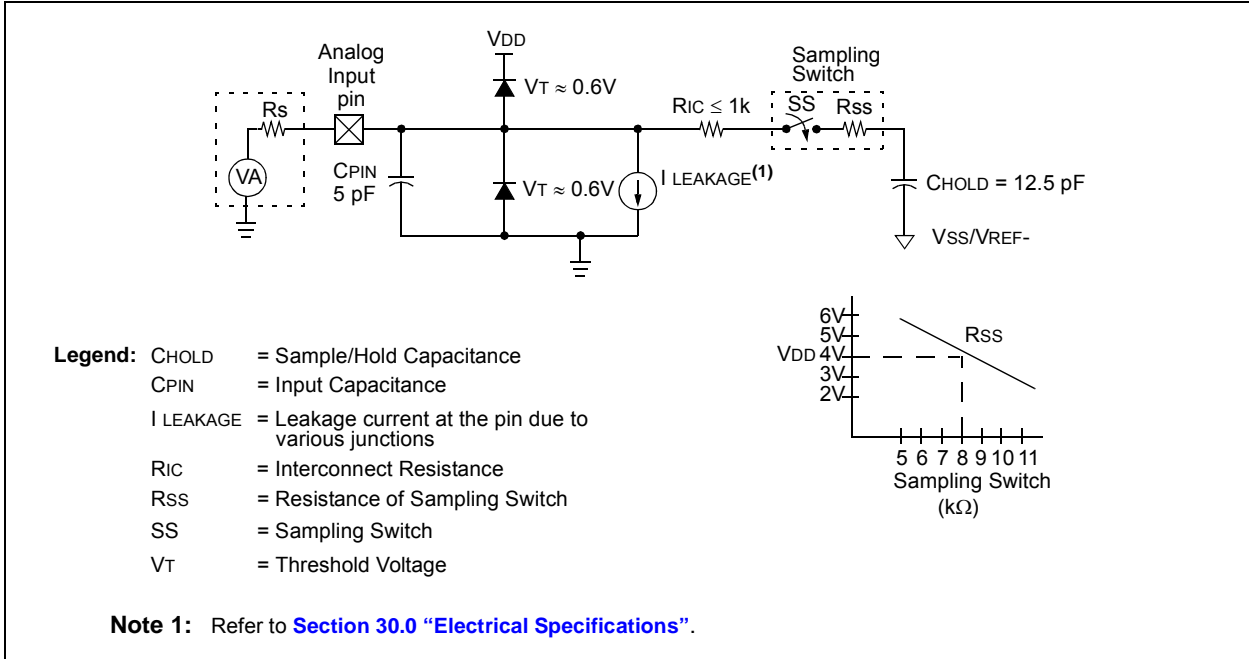 VDD
Analog
Input
pin
Sampling
Switch
VT ≈ 0.6V
RIC ≤ 1k
SS
Rss
Rs
VA
CPIN
5 pF
VT ≈ 0.6V
I LEAKAGE(1)
CHOLD = 12.5 pF
VSS/VREF-
6V
5V
VDD 4V
3V
2V
RSS
5 6 7 8 9 10 11
Sampling Switch
(kΩ)
Legend: CHOLD = Sample/Hold Capacitance
CPIN = Input Capacitance
I LEAKAGE = Leakage current at the pin due to
various junctions
RIC = Interconnect Resistance
RSS = Resistance of Sampling Switch
SS = Sampling Switch
VT = Threshold Voltage
Note 1: Refer to Section 30.0 “Electrical Specifications”.